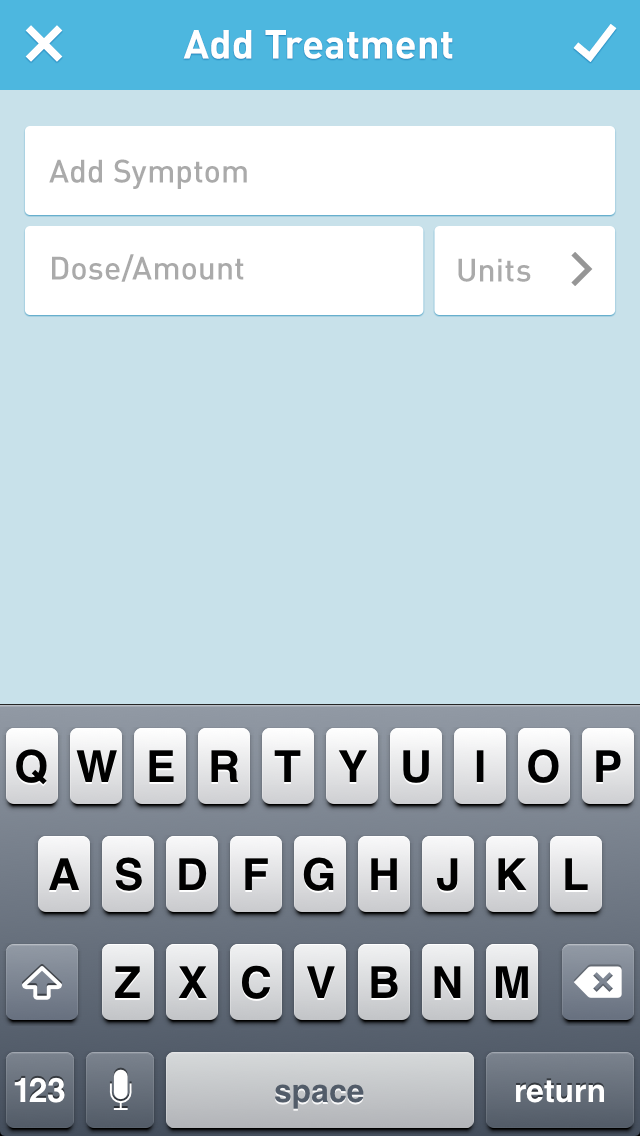 Add Treatment
Add Symptom
Dose/Amount Units
Q W E R T Y U I O P
A S D F G H J K L
Z X C V B N M
123 space return